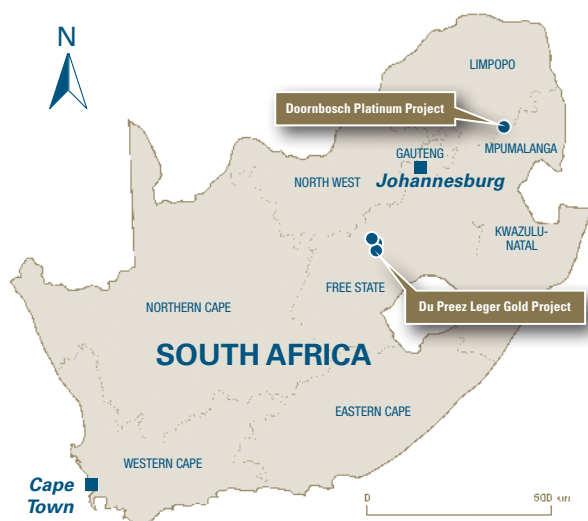 N
LIMPOPO
Doornbosch Platinum Project
MPUMALANGA
GAUTENG
NORTH WEST
Johannesburg
KWAZULU-
NATAL
FREE STATE
Du Preez Leger Gold Project
NORTHERN CAPE
SOUTH AFRICA
EASTERN CAPE
WESTERN CAPE
Cape
Town
0
500 km